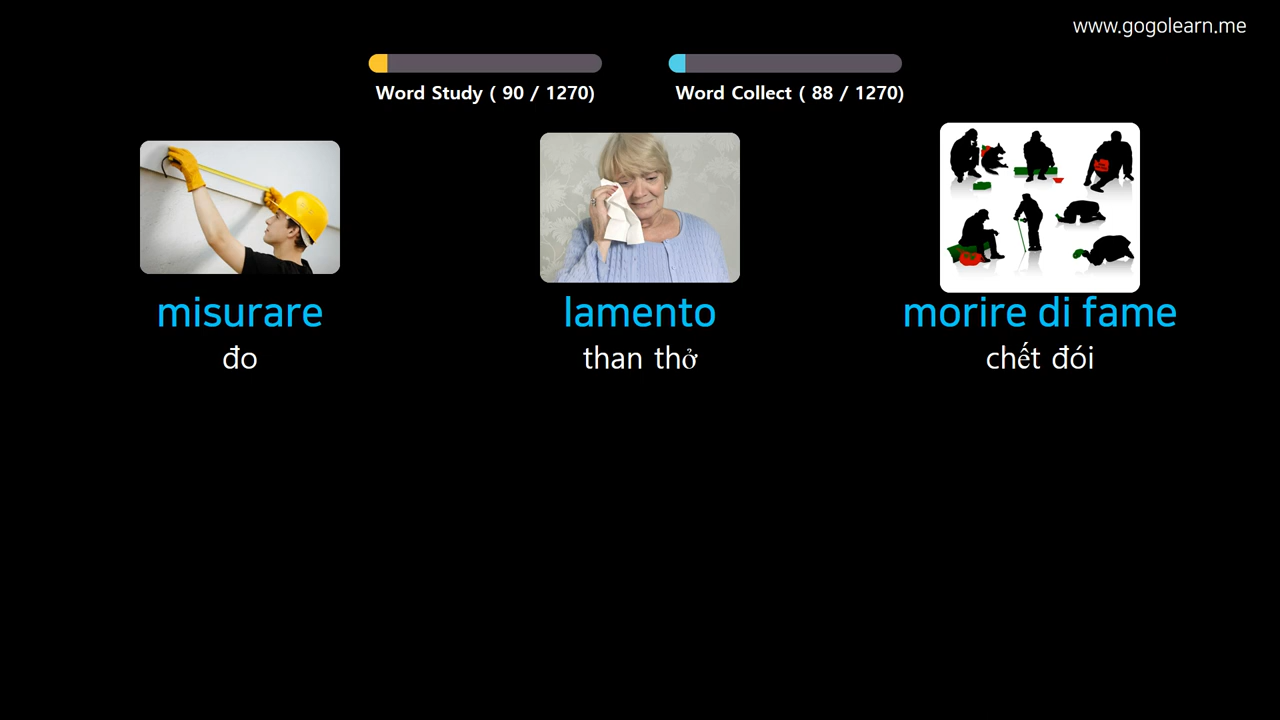 www.gogolearn.me
Word Study ( 90 / 1270)
Word Collect ( 88 / 1270)
misurare
lamento
morire di fame
đo
than thở
chết đói